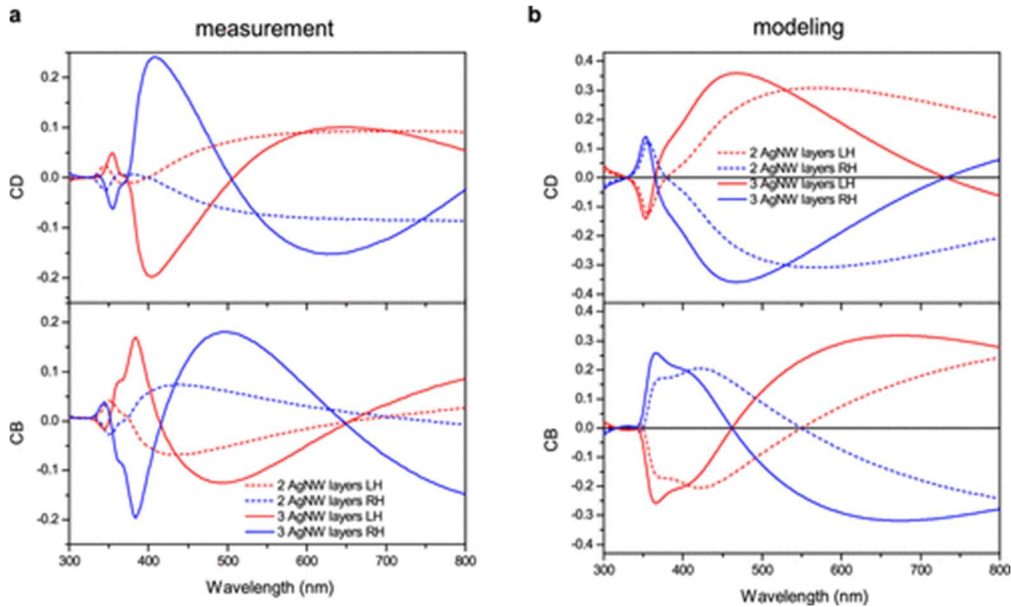 a
measurement
CD
0.2
0.1
0.0
-0.1
-0.2
CB
0.2
0.1
0.0
-0.1
-0.2
2 AgNW layers LH
2 AgNW layers RH
3 AgNW layers LH
3 AgNW layers RH
300 400 500 600 700 800
Wavelength (nm)
b
modeling
CD
0.4
0.3
0.2
0.1
0.0
-0.1
-0.2
-0.3
-0.4
2 AgNW layers LH
2 AgNW layers RH
3 AgNW layers LH
3 AgNW layers RH
CB
0.4
0.3
0.2
0.1
0.0
-0.1
-0.2
-0.3
-0.4
300 400 500 600 700 800
Wavelength (nm)